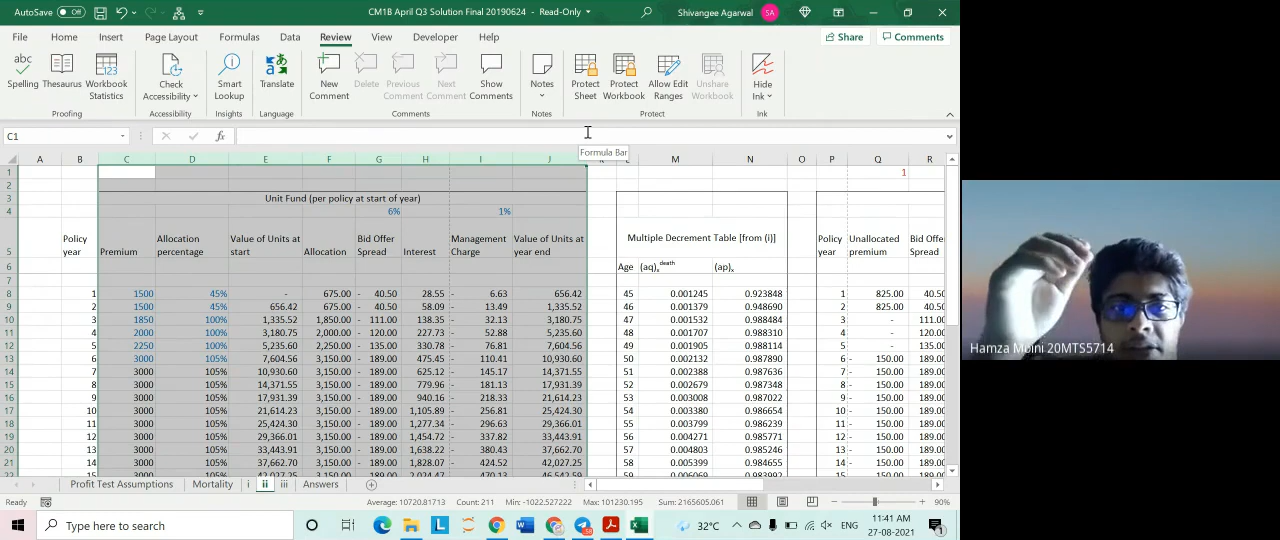 AutoSave Off CM1B April Q3 Solution Final 20190624 - Read-Only Shivangee Agarwal SA
File Home Insert Page Layout Formulas Data Review View Developer Help Share Comments
Spelling Thesaurus Workbook Statistics Check Accessibility Smart Lookup Translate New Comment Delete Previous Comment Next Comment Show Comments Notes Protect Sheet Protect Workbook Allow Edit Ranges Unshare Workbook Hide Ink
Proofing Accessibility Insights Language Comments Notes Protect Ink
C1 fx
Formula Bar
A B C D E F G H I J M N O P Q R
1 1
2
3 Unit Fund (per policy at start of year)
4 6% 1%
5 Policy year Premium Allocation percentage Value of Units at start Allocation Bid Offer Spread Interest Management Charge Value of Units at year end Multiple Decrement Table [from (i)] Policy year Unallocated premium Bid Offe Spread
6 Age (aq)x death (ap)x
7
8 1 1500 45% - 675.00 - 40.50 28.55 - 6.63 656.42 45 0.001245 0.923848 1 825.00 40.50
9 2 1500 45% 656.42 675.00 - 40.50 58.09 - 13.49 1,335.52 46 0.001379 0.948690 2 825.00 40.50
10 3 1850 100% 1,335.52 1,850.00 - 111.00 138.35 - 32.13 3,180.75 47 0.001532 0.988484 3 - 111.00
11 4 2000 100% 3,180.75 2,000.00 - 120.00 227.73 - 52.88 5,235.60 48 0.001707 0.988310 4 - 120.00
12 5 2250 100% 5,235.60 2,250.00 - 135.00 330.78 - 76.81 7,604.56 49 0.001905 0.988114 5 - 135.00
13 6 3000 105% 7,604.56 3,150.00 - 189.00 475.45 - 110.41 10,930.60 50 0.002132 0.987890 6 - 150.00 189.00
14 7 3000 105% 10,930.60 3,150.00 - 189.00 625.12 - 145.17 14,371.55 51 0.002388 0.987636 7 - 150.00 189.00
15 8 3000 105% 14,371.55 3,150.00 - 189.00 779.96 - 181.13 17,931.39 52 0.002679 0.987348 8 - 150.00 189.00
16 9 3000 105% 17,931.39 3,150.00 - 189.00 940.16 - 218.33 21,614.23 53 0.003008 0.987022 9 - 150.00 189.00
17 10 3000 105% 21,614.23 3,150.00 - 189.00 1,105.89 - 256.81 25,424.30 54 0.003380 0.986654 10 - 150.00 189.00
18 11 3000 105% 25,424.30 3,150.00 - 189.00 1,277.34 - 296.63 29,366.01 55 0.003799 0.986239 11 - 150.00 189.00
19 12 3000 105% 29,366.01 3,150.00 - 189.00 1,454.72 - 337.82 33,443.91 56 0.004271 0.985771 12 - 150.00 189.00
20 13 3000 105% 33,443.91 3,150.00 - 189.00 1,638.22 - 380.43 37,662.70 57 0.004803 0.985246 13 - 150.00 189.00
21 14 3000 105% 37,662.70 3,150.00 - 189.00 1,828.07 - 424.52 42,027.25 58 0.005399 0.984655 14 - 150.00 189.00
Profit Test Assumptions Mortality i ii iii Answers
Ready Average: 10720.81713 Count: 211 Min: -1022.527222 Max: 101230.195 Sum: 2165605.061 90%
Type here to search 32°C ENG 11:41 AM 27-08-2021 1
Hamza Moini 20MTS5714